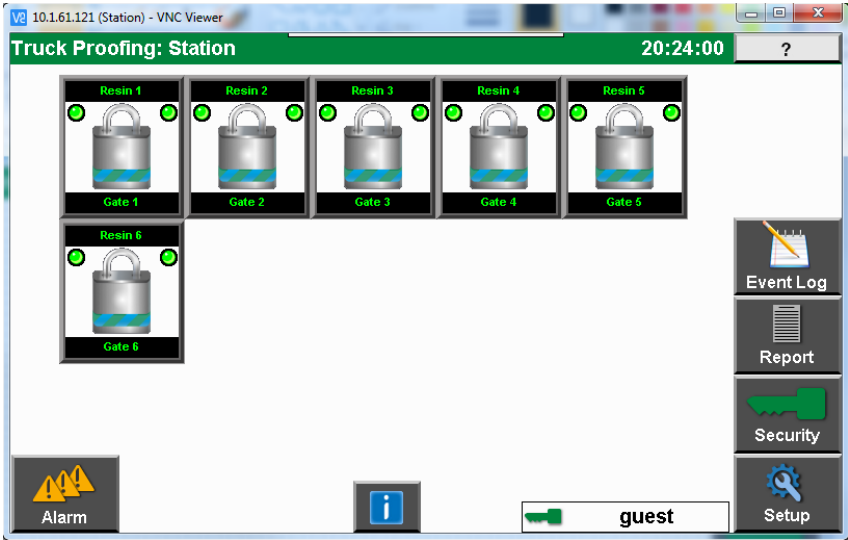 V2 10.1.61.121 (Station) - VNC Viewer
Truck Proofing: Station 20:24:00 ?
Resin 1 Resin 2 Resin 3 Resin 4 Resin 5
Gate 1 Gate 2 Gate 3 Gate 4 Gate 5
Resin 6
Gate 6
Event Log
Report
Security
Alarm i guest Setup